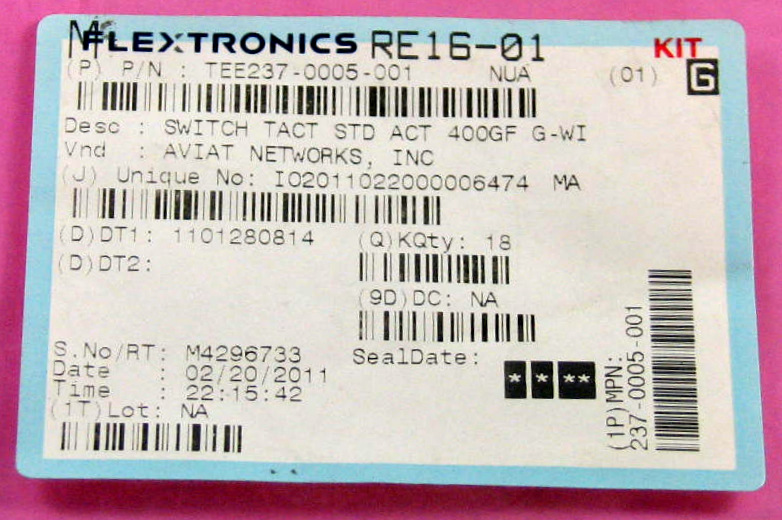 FLEXTRONICS RE16-01 KIT
(P) P/N : TEE237-0005-001 NUA (01) G
Desc : SWITCH TACT STD ACT 400GF G-WI
Vnd : AVIAT NETWORKS, INC
(J) Unique No: IO20110220000006474 MA
(D)DT1: 1101280814 (Q)KQty: 18
(D)DT2:
(9D)DC: NA
S.No/RT: M4296733 SealDate: * * **
Date : 02/20/2011
Time : 22:15:42
(1T)Lot: NA
(1P)MPN:
237-0005-001